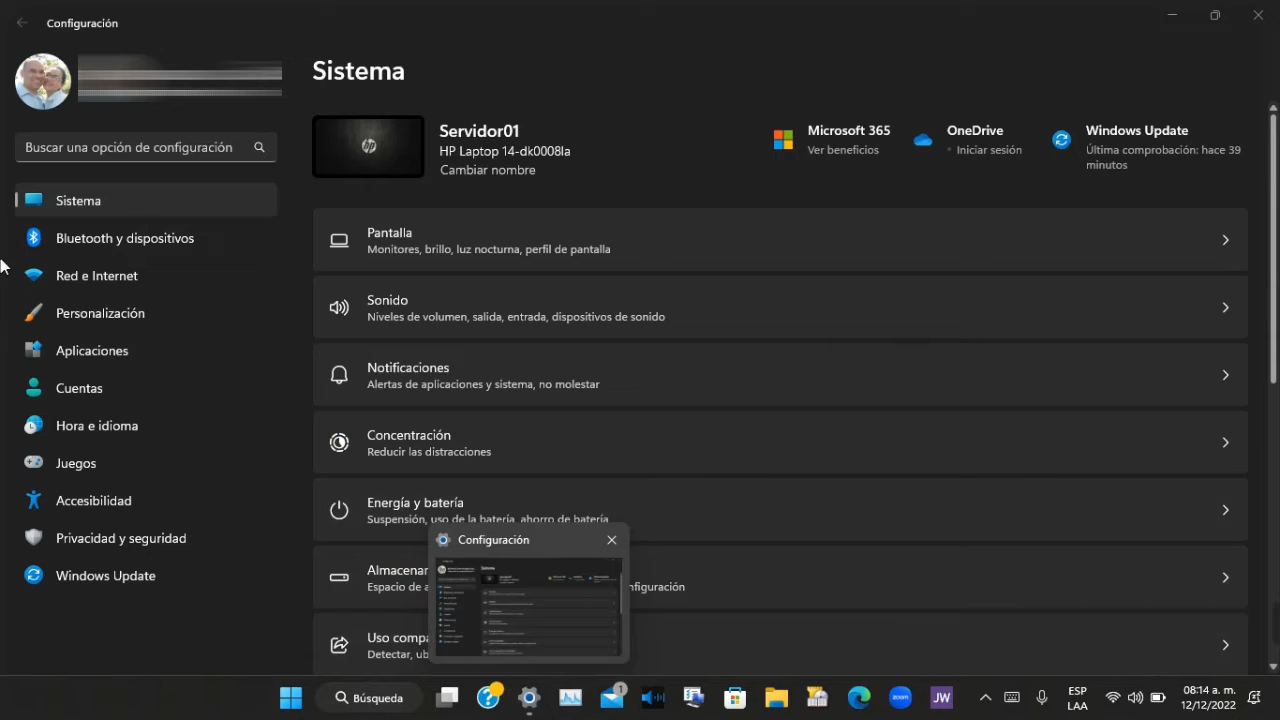 Configuración
Sistema
Servidor01
HP Laptop 14-dk0008la
Cambiar nombre
Microsoft 365
Ver beneficios
OneDrive
• Iniciar sesión
Windows Update
Última comprobación: hace 39
minutos
Buscar una opción de configuración
Sistema
Bluetooth y dispositivos
Red e Internet
Personalización
Aplicaciones
Cuentas
Hora e idioma
Juegos
Accesibilidad
Privacidad y seguridad
Windows Update
Pantalla
Monitores, brillo, luz nocturna, perfil de pantalla
Sonido
Niveles de volumen, salida, entrada, dispositivos de sonido
Notificaciones
Alertas de aplicaciones y sistema, no molestar
Concentración
Reducir las distracciones
Energía y batería
Suspensión, uso de la batería, ahorro de batería
Almacenar
Espacio de a
Uso compa
Detectar, ub
Configuración
Búsqueda
1
zoom
JW
ESP
LAA
08:14 a. m.
12/12/2022